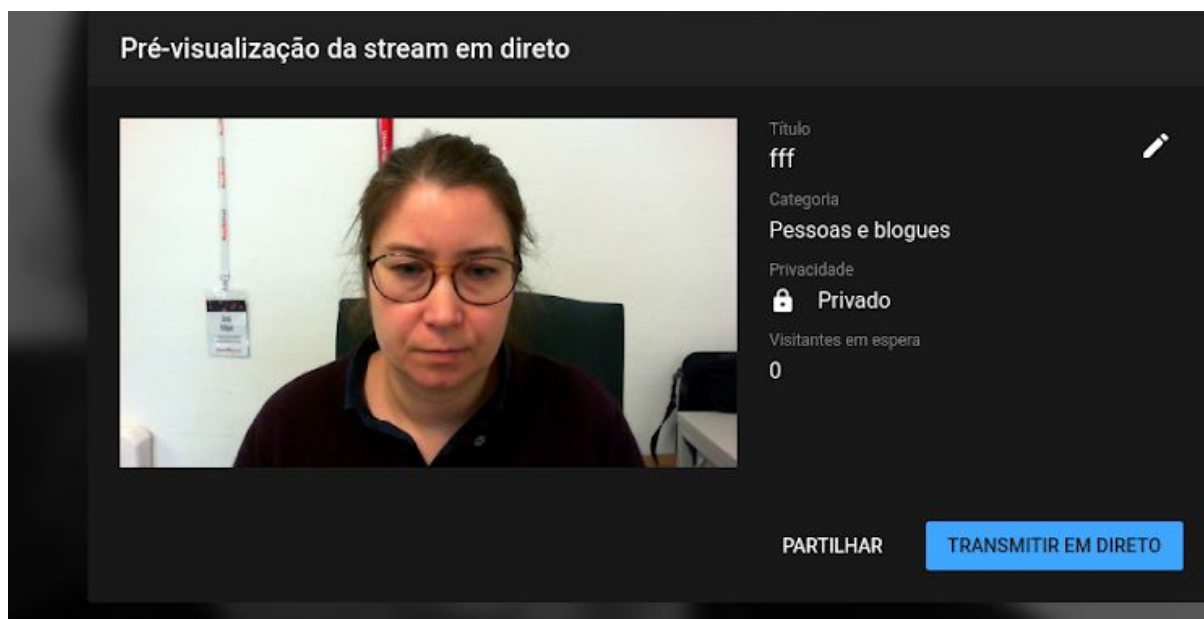 Pré-visualização da stream em direto
Título
fff
Categoria
Pessoas e blogues
Privacidade
Privado
Visitantes em espera
0
PARTILHAR
TRANSMITIR EM DIRETO